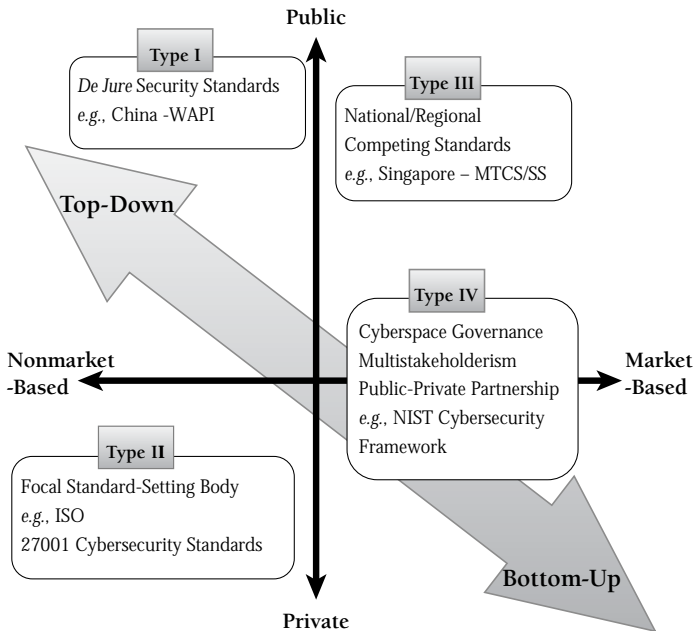 Public
Type I
De Jure Security Standards
e.g., China -WAPI
Type III
National/Regional
Competing Standards
e.g., Singapore – MTCS/SS
Top-Down
Type IV
Cyberspace Governance
Multistakeholderism
Public-Private Partnership
e.g., NIST Cybersecurity
Framework
Nonmarket
-Based
Market
-Based
Type II
Focal Standard-Setting Body
e.g., ISO
27001 Cybersecurity Standards
Bottom-Up
Private